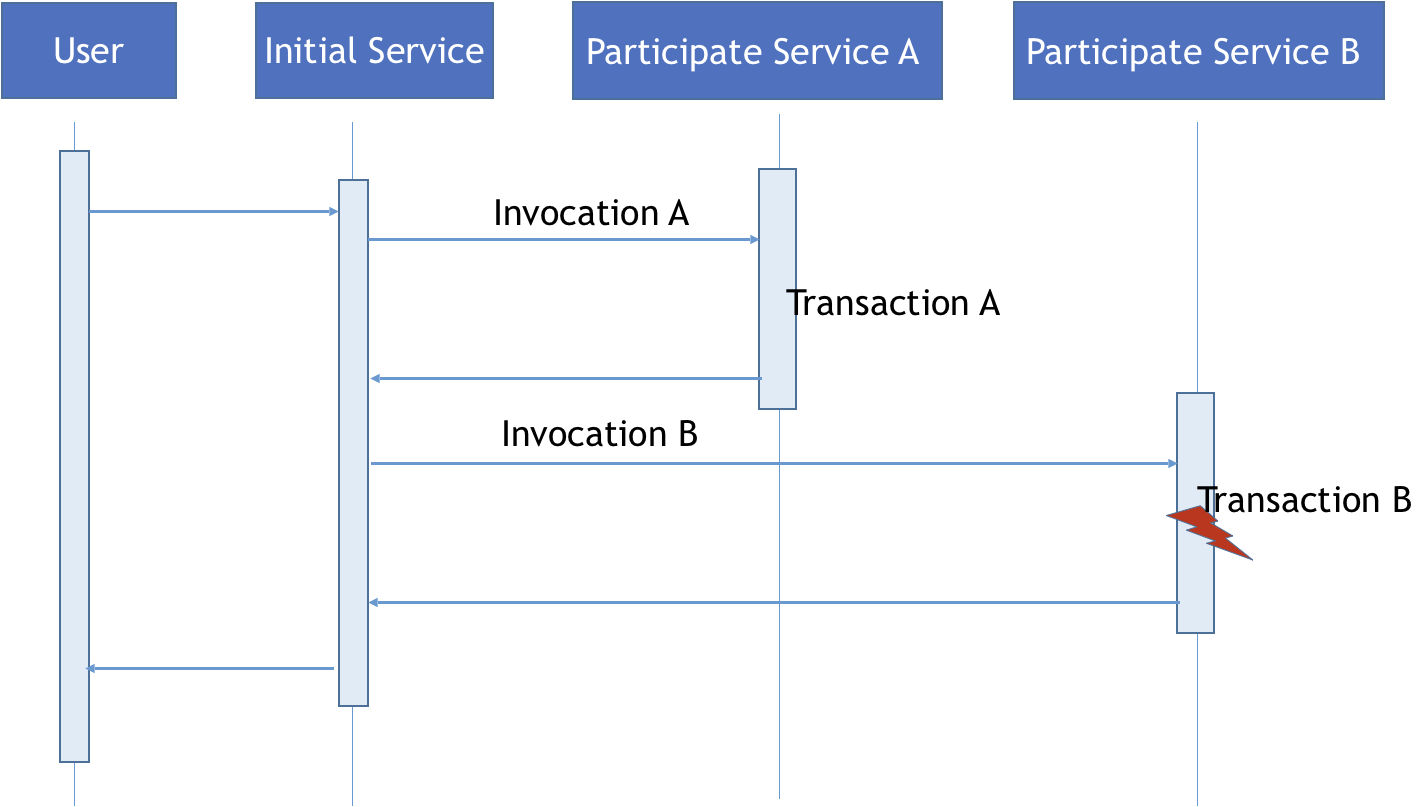 User
Initial Service
Participate Service A
Participate Service B
Invocation A
Transaction A
Invocation B
Transaction B